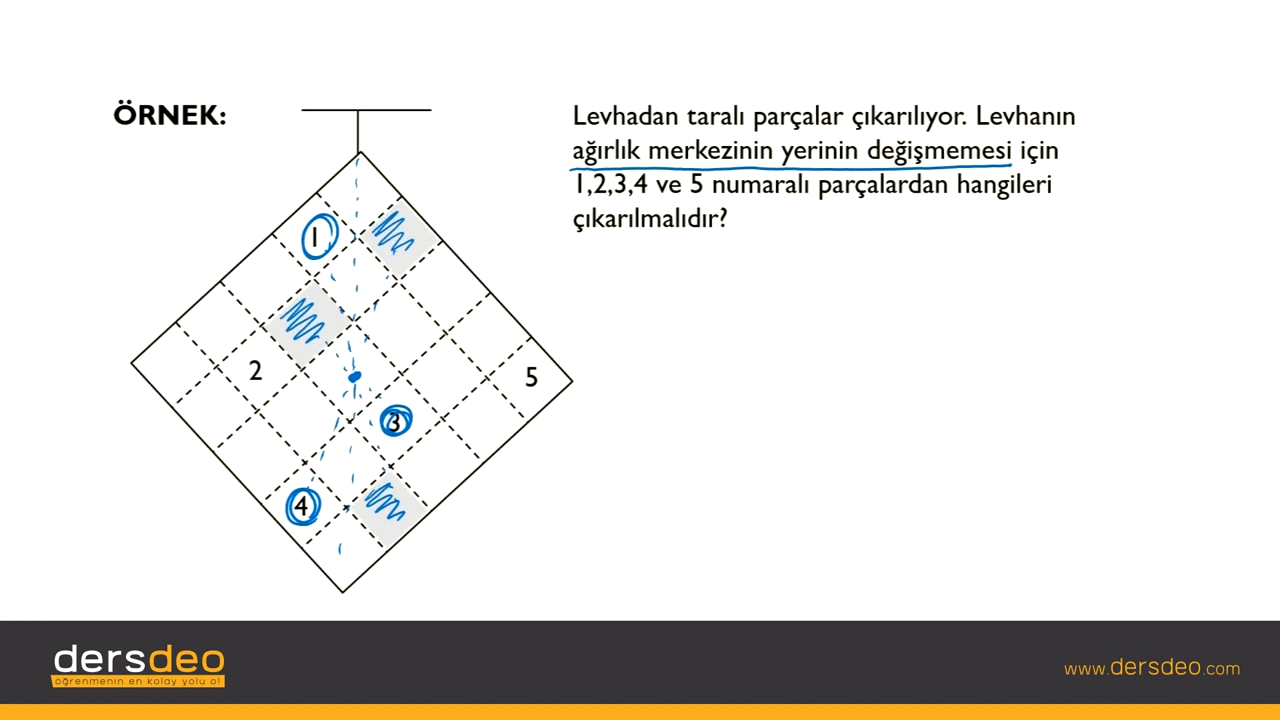 ÖRNEK:
Levhadan taralı parçalar çıkarılıyor. Levhanın
ağırlık merkezinin yerinin değişmemesi için
1,2,3,4 ve 5 numaralı parçalardan hangileri
çıkarılmalıdır?
1
2
5
3
4
dersdeo
öğrenmenin en kolay yolu o!
www.dersdeo.com